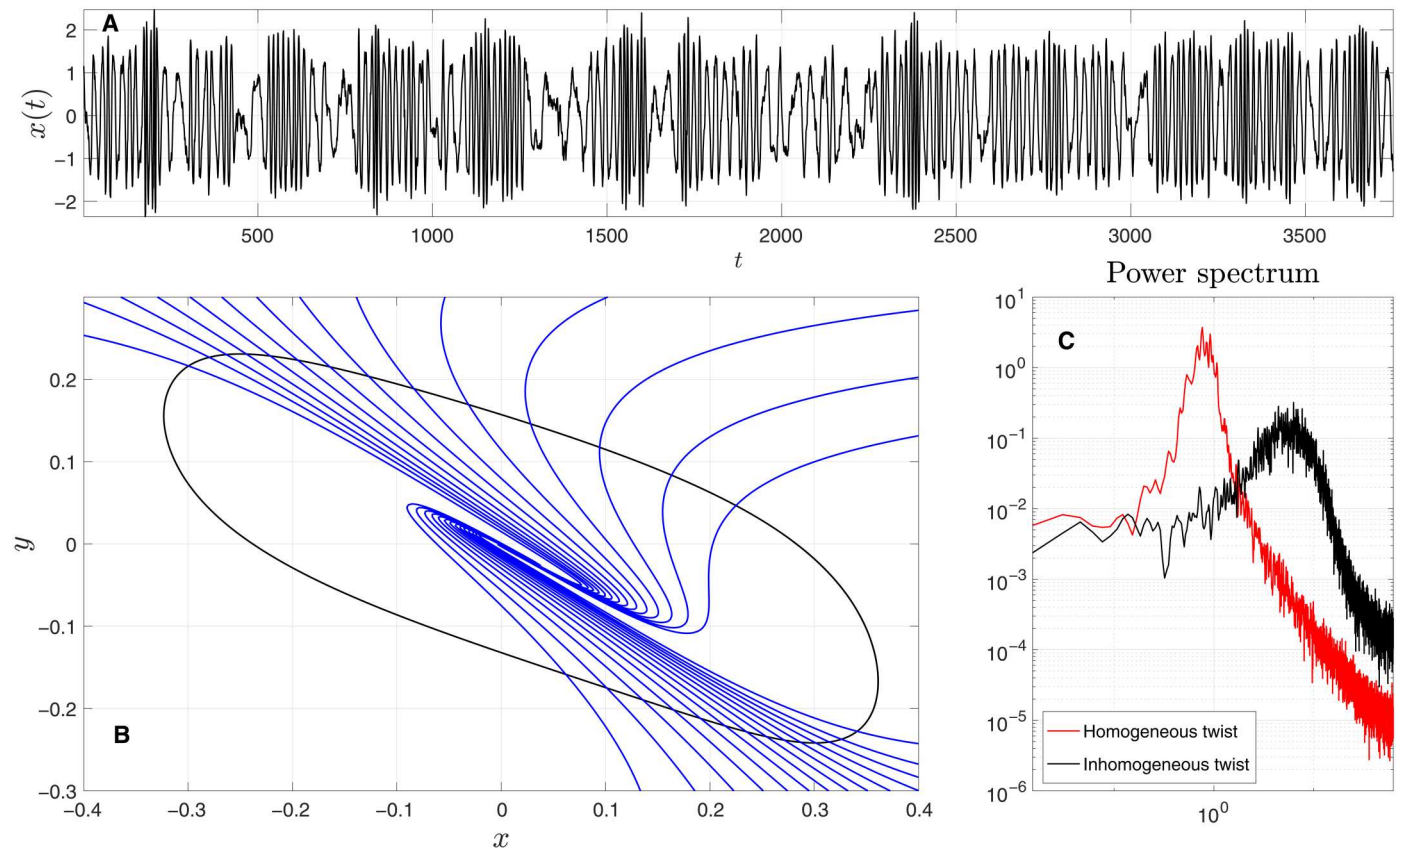 A
x(t)
2
1
0
−1
−2
500 1000 1500 2000 2500 3000 3500
t
Power spectrum
B
y
0.2
0.1
0
−0.1
−0.2
−0.3
−0.4 −0.3 −0.2 −0.1 0 0.1 0.2 0.3 0.4
x
C
10^1
10^0
10^−1
10^−2
10^−3
10^−4
10^−5
10^−6
Homogeneous twist
Inhomogeneous twist
10^0